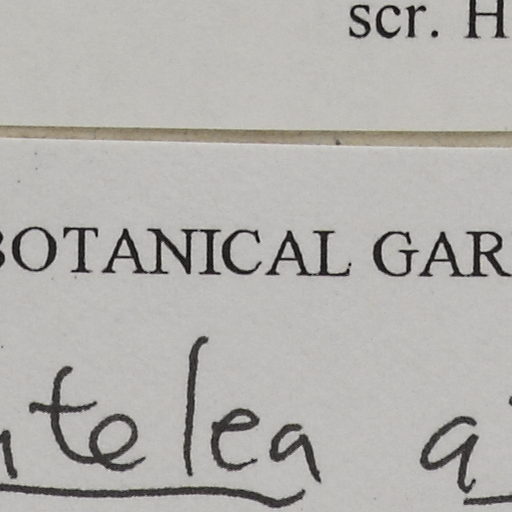 scr. H
BOTANICAL GAR
ntelea a